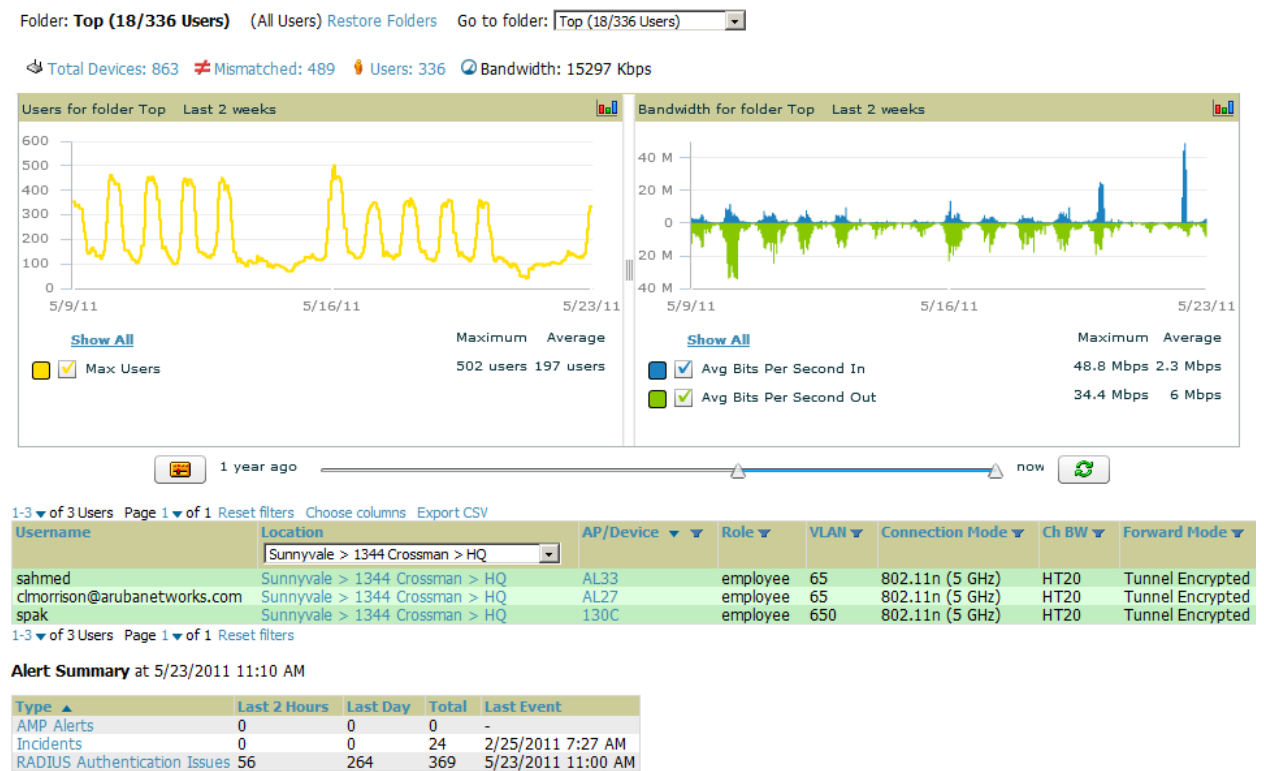 Folder: Top (18/336 Users) (All Users) Restore Folders Go to folder: Top (18/336 Users)
Total Devices: 863 Mismatched: 489 Users: 336 Bandwidth: 15297 Kbps
Users for folder Top Last 2 weeks
600
500
400
300
200
100
0
5/9/11 5/16/11 5/23/11
Show All Maximum Average
Max Users 502 users 197 users
Bandwidth for folder Top Last 2 weeks
40 M
20 M
0
20 M
40 M
5/9/11 5/16/11 5/23/11
Show All Maximum Average
Avg Bits Per Second In 48.8 Mbps 2.3 Mbps
Avg Bits Per Second Out 34.4 Mbps 6 Mbps
1 year ago now
1-3 of 3 Users Page 1 of 1 Reset filters Choose columns Export CSV
Username Location AP/Device Role VLAN Connection Mode Ch BW Forward Mode
Sunnyvale > 1344 Crossman > HQ
sahmed Sunnyvale > 1344 Crossman > HQ AL33 employee 65 802.11n (5 GHz) HT20 Tunnel Encrypted
clmorrison@arubanetworks.com Sunnyvale > 1344 Crossman > HQ AL27 employee 65 802.11n (5 GHz) HT20 Tunnel Encrypted
spak Sunnyvale > 1344 Crossman > HQ 130C employee 650 802.11n (5 GHz) HT20 Tunnel Encrypted
1-3 of 3 Users Page 1 of 1 Reset filters
Alert Summary at 5/23/2011 11:10 AM
Type Last 2 Hours Last Day Total Last Event
AMP Alerts 0 0 0 -
Incidents 0 0 24 2/25/2011 7:27 AM
RADIUS Authentication Issues 56 264 369 5/23/2011 11:00 AM